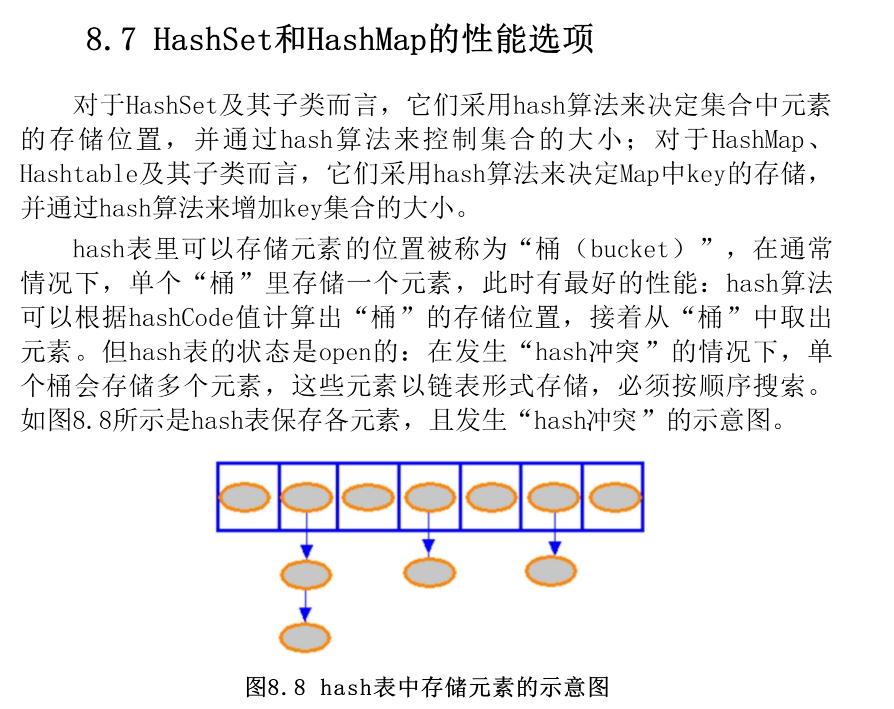 8.7 HashSet和HashMap的性能选项
对于HashSet及其子类而言，它们采用hash算法来决定集合中元素
的存储位置，并通过hash算法来控制集合的大小；对于HashMap、
Hashtable及其子类而言，它们采用hash算法来决定Map中key的存储，
并通过hash算法来增加key集合的大小。
hash表里可以存储元素的位置被称为“桶（bucket）”，在通常
情况下，单个“桶”里存储一个元素，此时有最好的性能：hash算法
可以根据hashCode值计算出“桶”的存储位置，接着从“桶”中取出
元素。但hash表的状态是open的：在发生“hash冲突”的情况下，单
个桶会存储多个元素，这些元素以链表形式存储，必须按顺序搜索。
如图8.8所示是hash表保存各元素，且发生“hash冲突”的示意图。
图8.8 hash表中存储元素的示意图